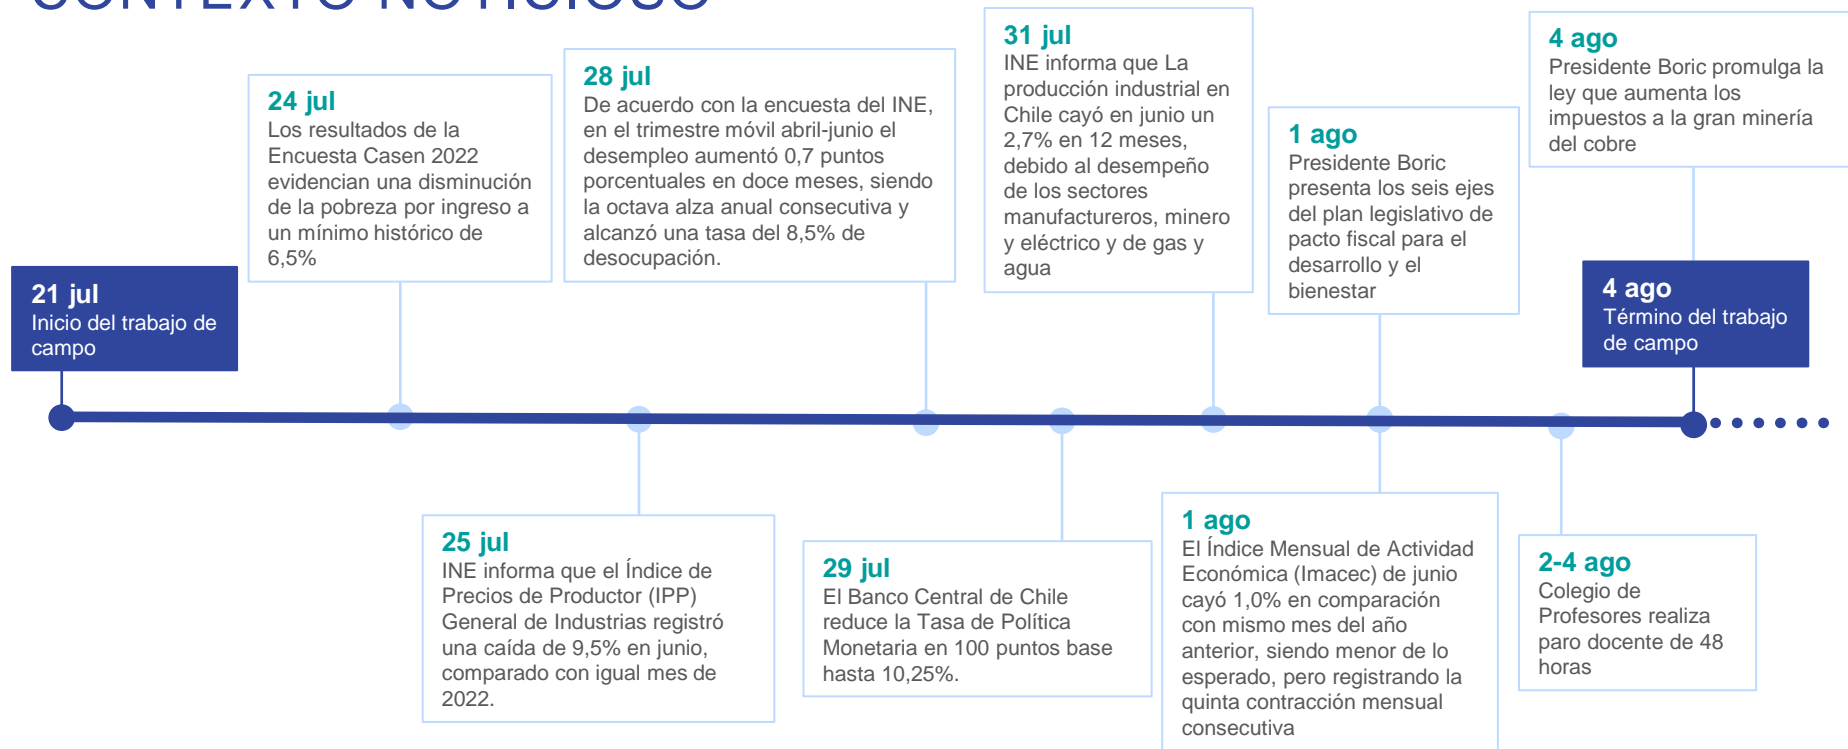 CONTEXTO NOTICIOSO
21 jul
Inicio del trabajo de
campo
24 jul
Los resultados de la
Encuesta Casen 2022
evidencian una disminución
de la pobreza por ingreso a
un mínimo histórico de
6,5%
25 jul
INE informa que el Índice de
Precios de Productor (IPP)
General de Industrias registró
una caída de 9,5% en junio,
comparado con igual mes de
2022.
28 jul
De acuerdo con la encuesta del INE,
en el trimestre móvil abril-junio el
desempleo aumentó 0,7 puntos
porcentuales en doce meses, siendo
la octava alza anual consecutiva y
alcanzó una tasa del 8,5% de
desocupación.
29 jul
El Banco Central de Chile
reduce la Tasa de Política
Monetaria en 100 puntos base
hasta 10,25%.
31 jul
INE informa que La
producción industrial en
Chile cayó en junio un
2,7% en 12 meses,
debido al desempeño
de los sectores
manufactureros, minero
y eléctrico y de gas y
agua
1 ago
Presidente Boric
presenta los seis ejes
del plan legislativo de
pacto fiscal para el
desarrollo y el
bienestar
1 ago
El Índice Mensual de Actividad
Económica (Imacec) de junio
cayó 1,0% en comparación
con mismo mes del año
anterior, siendo menor de lo
esperado, pero registrando la
quinta contracción mensual
consecutiva
2-4 ago
Colegio de
Profesores realiza
paro docente de 48
horas
4 ago
Presidente Boric promulga la
ley que aumenta los
impuestos a la gran minería
del cobre
4 ago
Término del trabajo
de campo